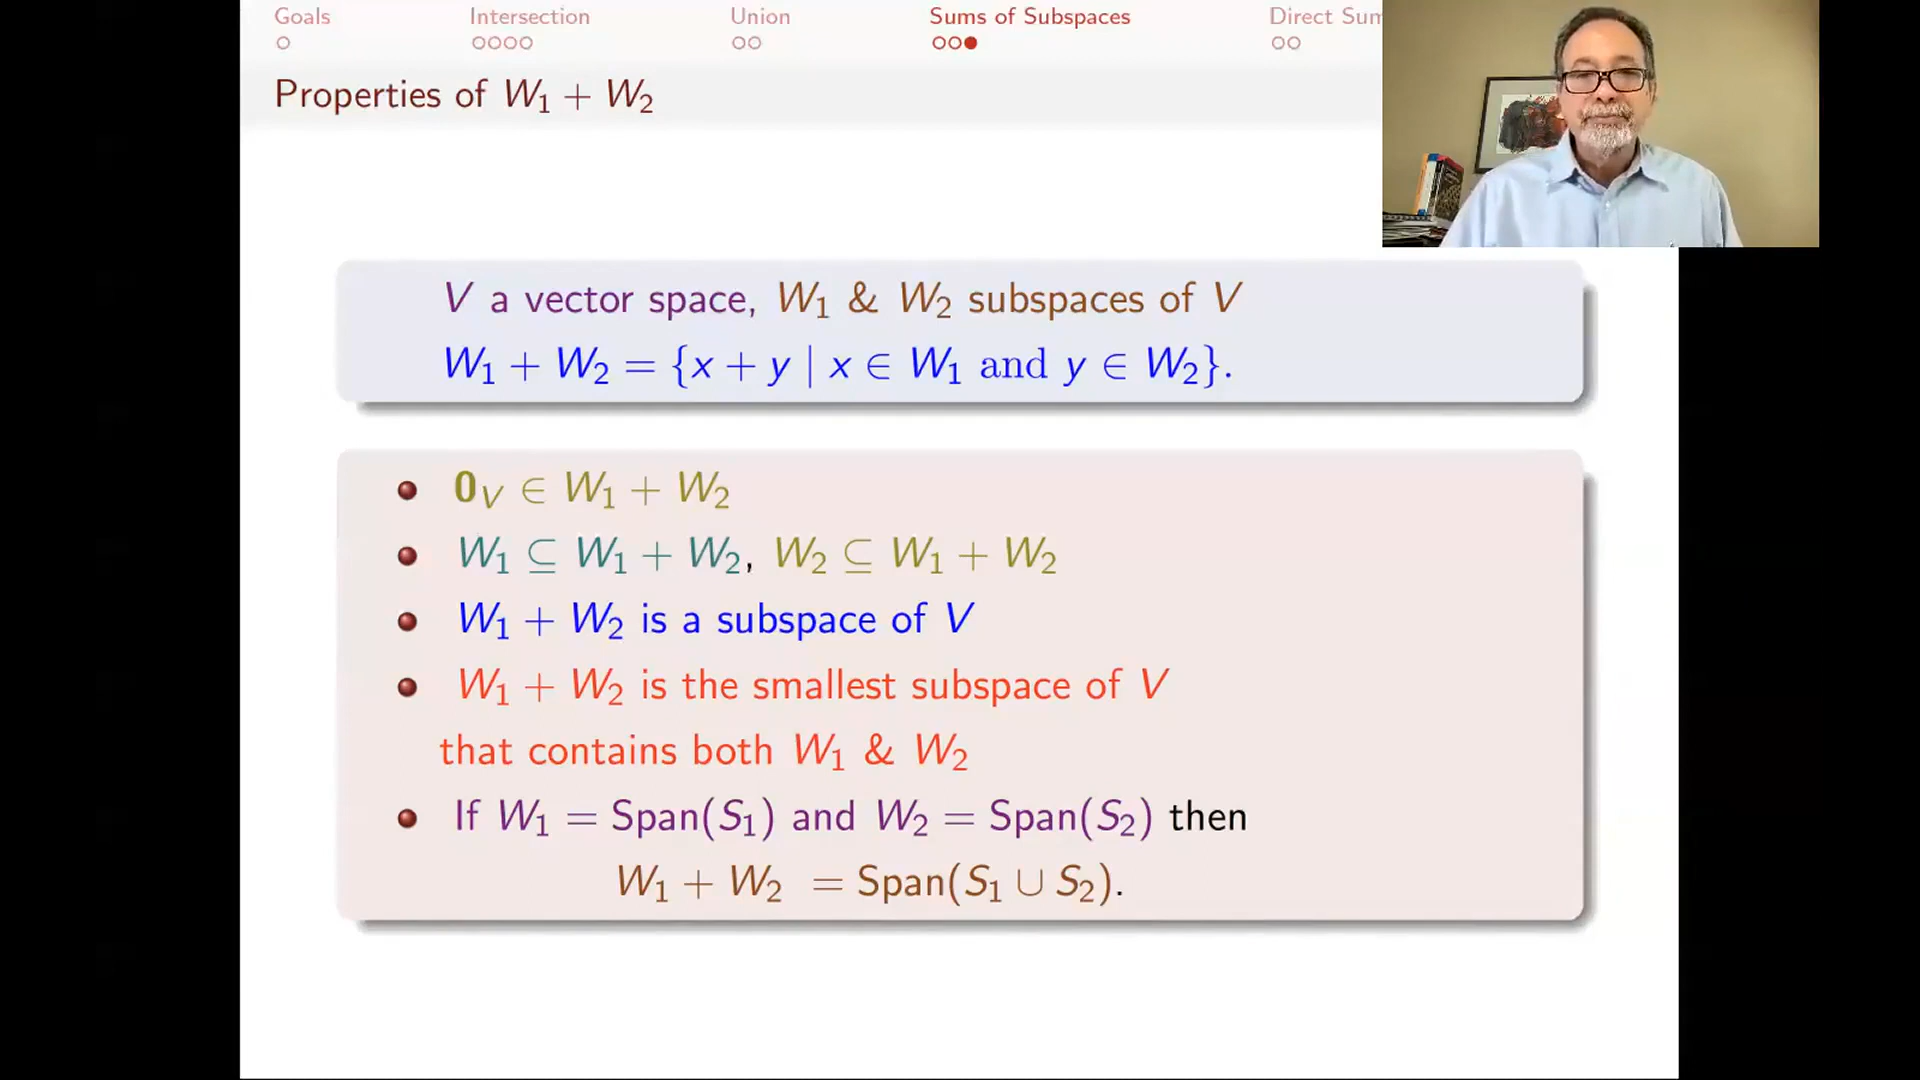 Goals Intersection Union Sums of Subspaces Direct Sum
Properties of W₁ + W₂
V a vector space, W₁ & W₂ subspaces of V
W₁ + W₂ = {x + y | x ∈ W₁ and y ∈ W₂}.
0_V ∈ W₁ + W₂
W₁ ⊆ W₁ + W₂, W₂ ⊆ W₁ + W₂
W₁ + W₂ is a subspace of V
W₁ + W₂ is the smallest subspace of V
that contains both W₁ & W₂
If W₁ = Span(S₁) and W₂ = Span(S₂) then
W₁ + W₂ = Span(S₁ ∪ S₂).